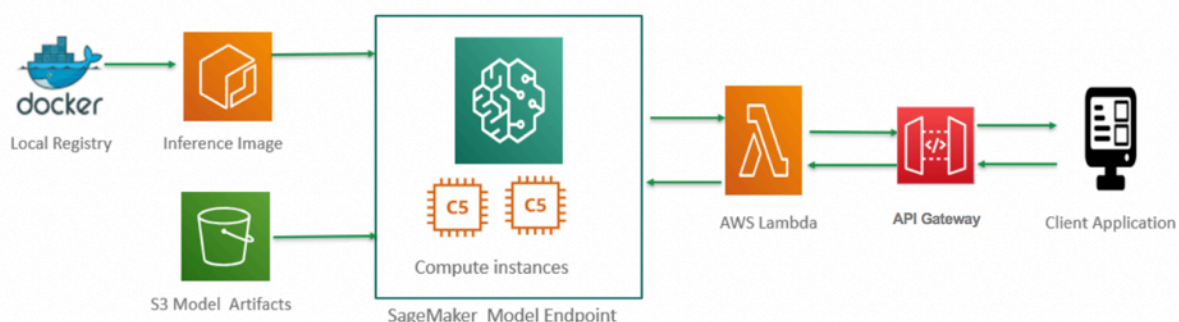 docker
Local Registry
Inference Image
S3 Model Artifacts
C5
C5
Compute instances
SageMaker Model Endpoint
AWS Lambda
</>
API Gateway
Client Application